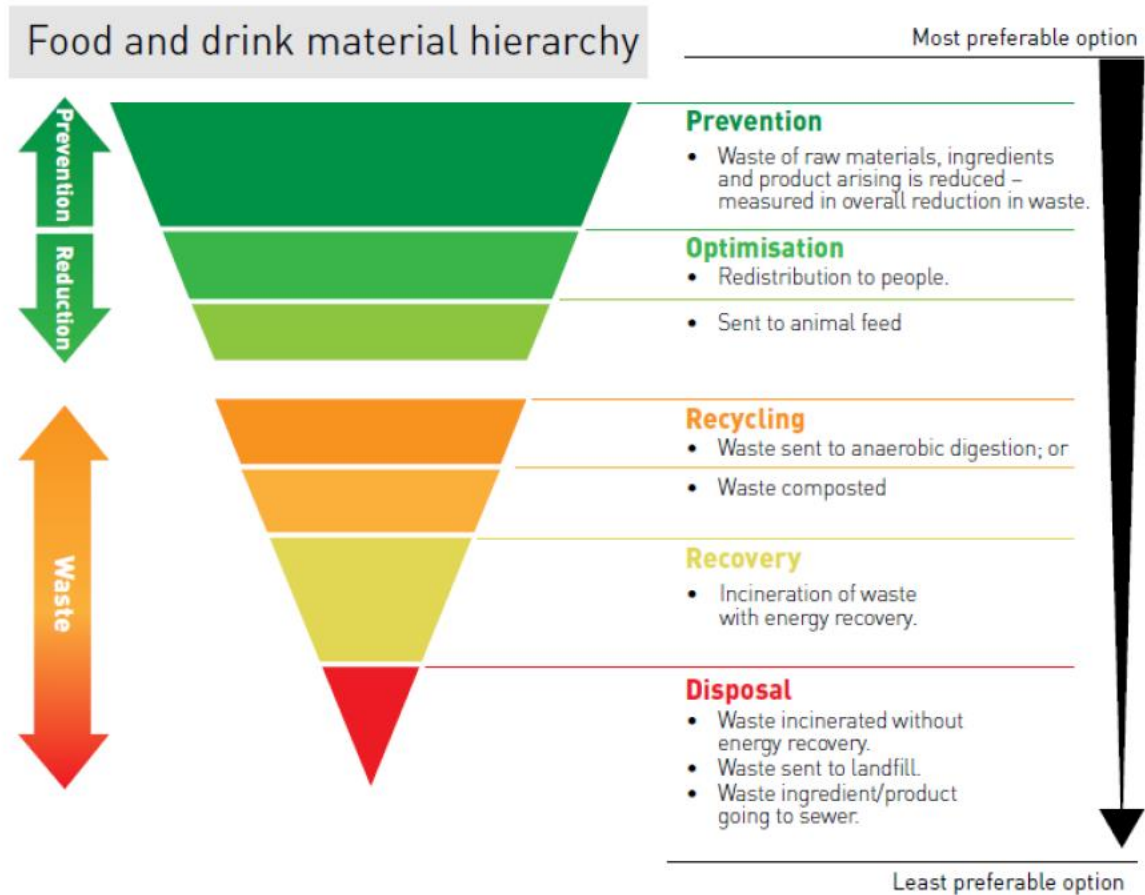 Food and drink material hierarchy
Most preferable option
Prevention
Reduction
Waste
Prevention
• Waste of raw materials, ingredients
and product arising is reduced –
measured in overall reduction in waste.
Optimisation
• Redistribution to people.
• Sent to animal feed
Recycling
• Waste sent to anaerobic digestion; or
• Waste composted
Recovery
• Incineration of waste
with energy recovery.
Disposal
• Waste incinerated without
energy recovery.
• Waste sent to landfill.
• Waste ingredient/product
going to sewer.
Least preferable option